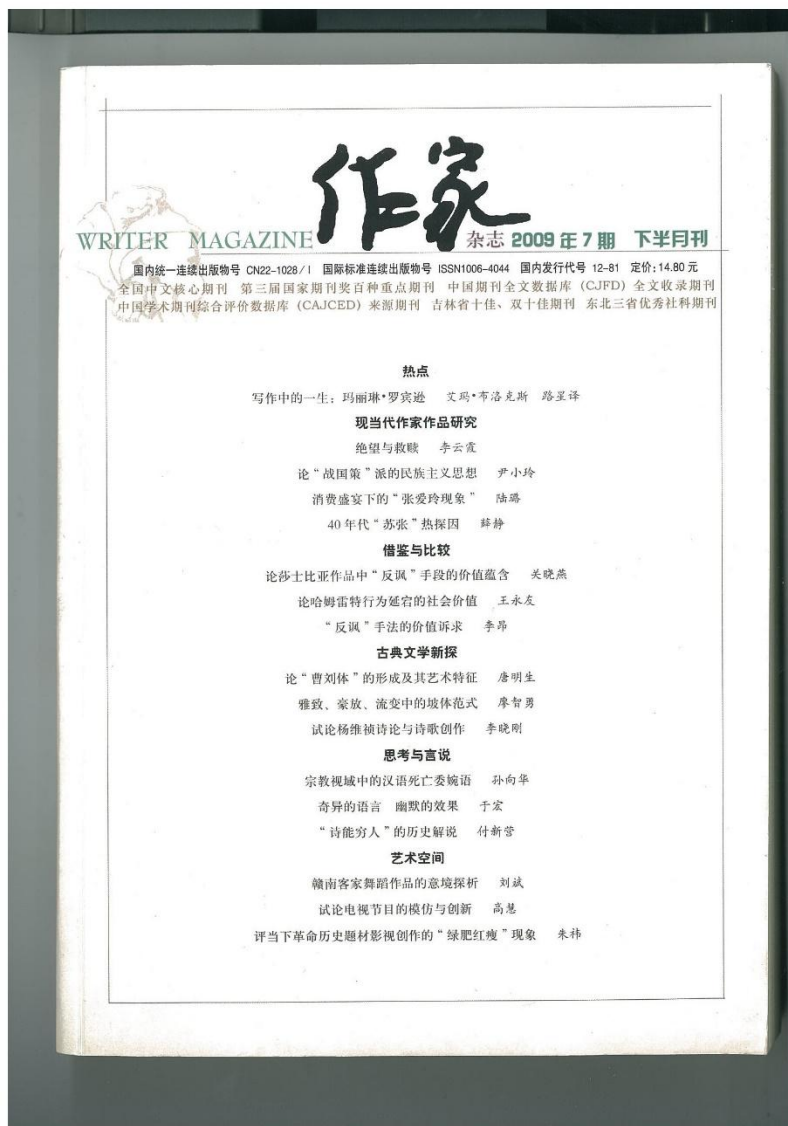 作家
WRITER MAGAZINE 杂志 2009年7期 下半月刊
国内统一连续出版物号 CN22-1028/I 国际标准连续出版物号 ISSN1006-4044 国内发行代号 12-81 定价:14.80元
全国中文核心期刊 第三届国家期刊奖百种重点期刊 中国期刊全文数据库(CJFD)全文收录期刊
中国学术期刊综合评价数据库(CAJCED)来源期刊 吉林省十佳、双十佳期刊 东北三省优秀社科期刊
热点
写作中的一生:玛丽琳·罗宾逊 艾玛·布洛克斯 路星译
现当代作家作品研究
绝望与救赎 李云霞
论“战国策”派的民族主义思想 尹小玲
消费盛宴下的“张爱玲现象” 陆璐
40年代“苏张”热探因 薛静
借鉴与比较
论莎士比亚作品中“反讽”手段的价值蕴含 关晓燕
论哈姆雷特行为延宕的社会价值 王永友
“反讽”手法的价值诉求 李昂
古典文学新探
论“曹刘体”的形成及其艺术特征 唐明生
雅致、豪放、流变中的坡体范式 廖智勇
试论杨维祯诗论与诗歌创作 李晓刚
思考与言说
宗教视域中的汉语死亡委婉语 孙向华
奇异的语言 幽默的效果 于宏
“诗能穷人”的历史解说 付新营
艺术空间
赣南客家舞蹈作品的意境探析 刘斌
试论电视节目的模仿与创新 高慧
评当下革命历史题材影视创作的“绿肥红瘦”现象 朱祎